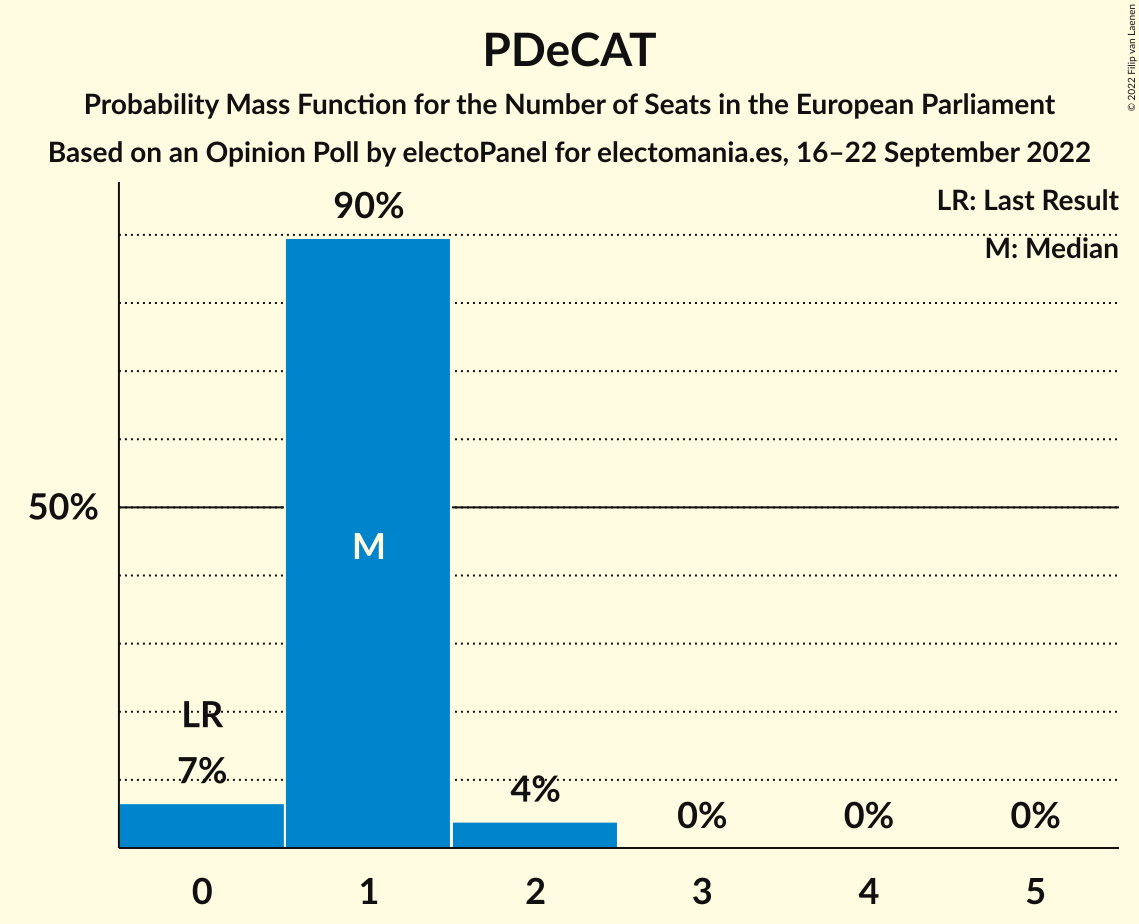 PDeCAT
Probability Mass Function for the Number of Seats in the European Parliament
Based on an Opinion Poll by electoPanel for electomania.es, 16–22 September 2022
© 2022 Filip van Laenen
LR: Last Result
M: Median
90%
50%
M
LR
7%
4%
0%
0%
0%
0 1 2 3 4 5